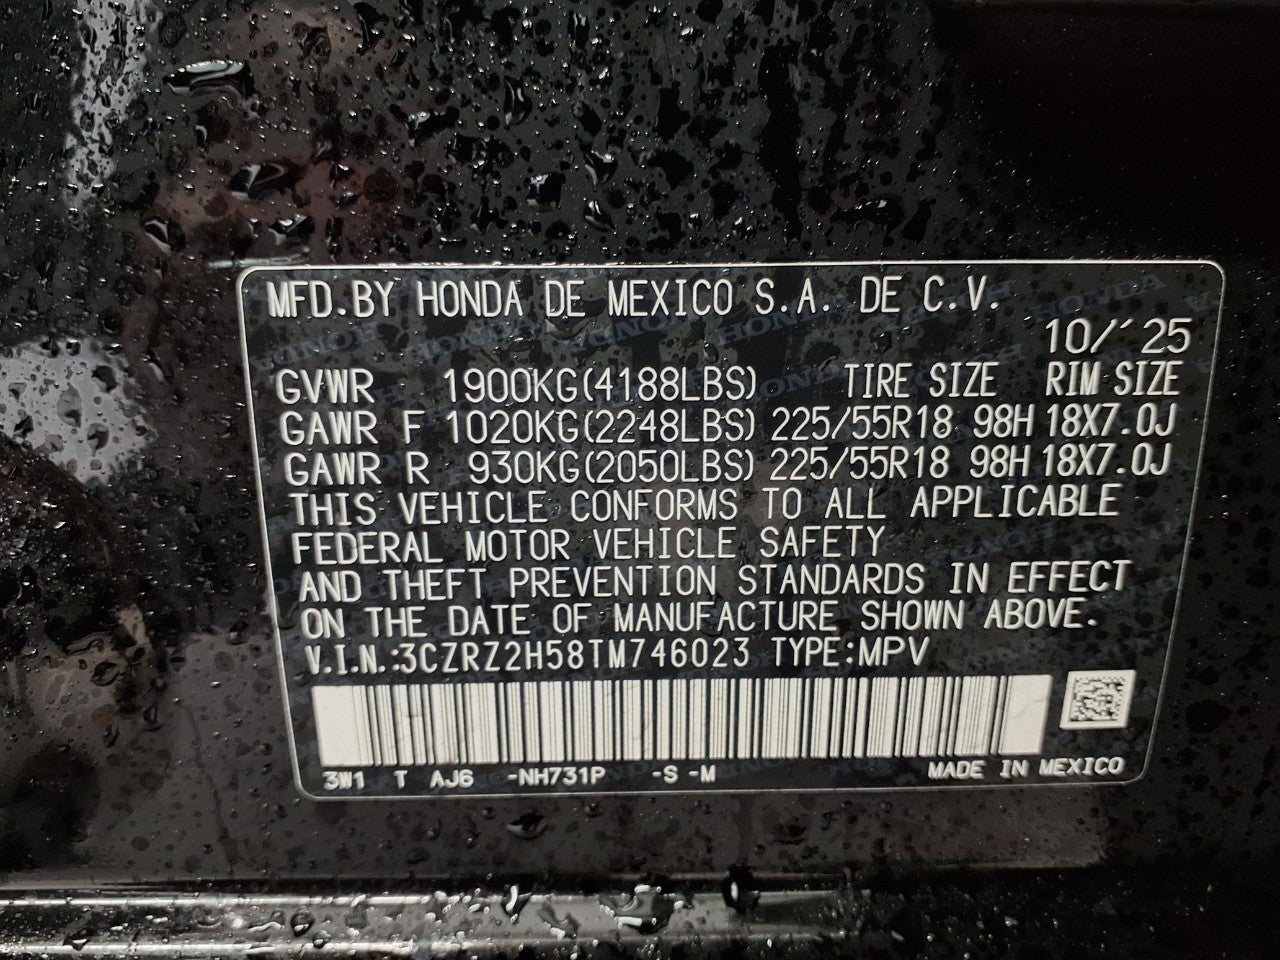 MFD.BY HONDA DE MEXICO S.A. DE C.V.
10/'25
GVWR 1900KG(4188LBS) TIRE SIZE RIM SIZE
GAWR F 1020KG(2248LBS) 225/55R18 98H 18X7.0J
GAWR R 930KG(2050LBS) 225/55R18 98H 18X7.0J
THIS VEHICLE CONFORMS TO ALL APPLICABLE
FEDERAL MOTOR VEHICLE SAFETY
AND THEFT PREVENTION STANDARDS IN EFFECT
ON THE DATE OF MANUFACTURE SHOWN ABOVE.
V.I.N.:3CZRZ2H58TM746023 TYPE:MPV
3W1 T AJ6 -NH731P -S -M MADE IN MEXICO